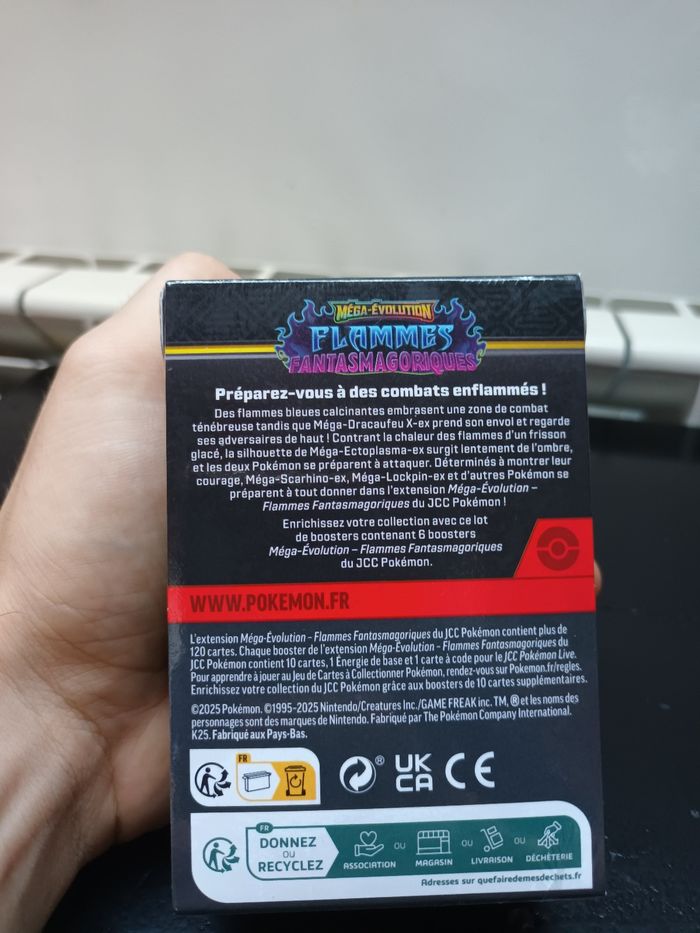 MÉGA-ÉVOLUTION
FLAMMES
FANTASMAGORIQUES
Préparez-vous à des combats enflammés !
Des flammes bleues calcinantes embrasent une zone de combat
ténébreuse tandis que Méga-Dracaufeu X-ex prend son envol et regarde
ses adversaires de haut ! Contrant la chaleur des flammes d'un frisson
glacé, la silhouette de Méga-Ectoplasma-ex surgit lentement de l'ombre,
et les deux Pokémon se préparent à attaquer. Déterminés à montrer leur
courage, Méga-Scarhino-ex, Méga-Lockpin-ex et d'autres Pokémon se
préparent à tout donner dans l'extension Méga-Évolution –
Flammes Fantasmagoriques du JCC Pokémon !
Enrichissez votre collection avec ce lot
de boosters contenant 6 boosters
Méga-Évolution – Flammes Fantasmagoriques
du JCC Pokémon.
WWW.POKEMON.FR
L'extension Méga-Évolution - Flammes Fantasmagoriques du JCC Pokémon contient plus de
120 cartes. Chaque booster de l'extension Méga-Évolution - Flammes Fantasmagoriques du
JCC Pokémon contient 10 cartes, 1 Énergie de base et 1 carte à code pour le JCC Pokémon Live.
Pour apprendre à jouer au Jeu de Cartes à Collectionner Pokémon, rendez-vous sur Pokemon.fr/regles.
Enrichissez votre collection du JCC Pokémon grâce aux boosters de 10 cartes supplémentaires.
©2025 Pokémon. ©1995-2025 Nintendo/Creatures Inc./GAME FREAK inc. TM, ® et les noms des
personnages sont des marques de Nintendo. Fabriqué par The Pokémon Company International.
K25. Fabriqué aux Pays-Bas.
FR
®
UK
CA
CE
FR
DONNEZ
OU
RECYCLEZ
ASSOCIATION OU MAGASIN OU LIVRAISON OU DÉCHÈTERIE
Adresses sur quefairedemesdechets.fr